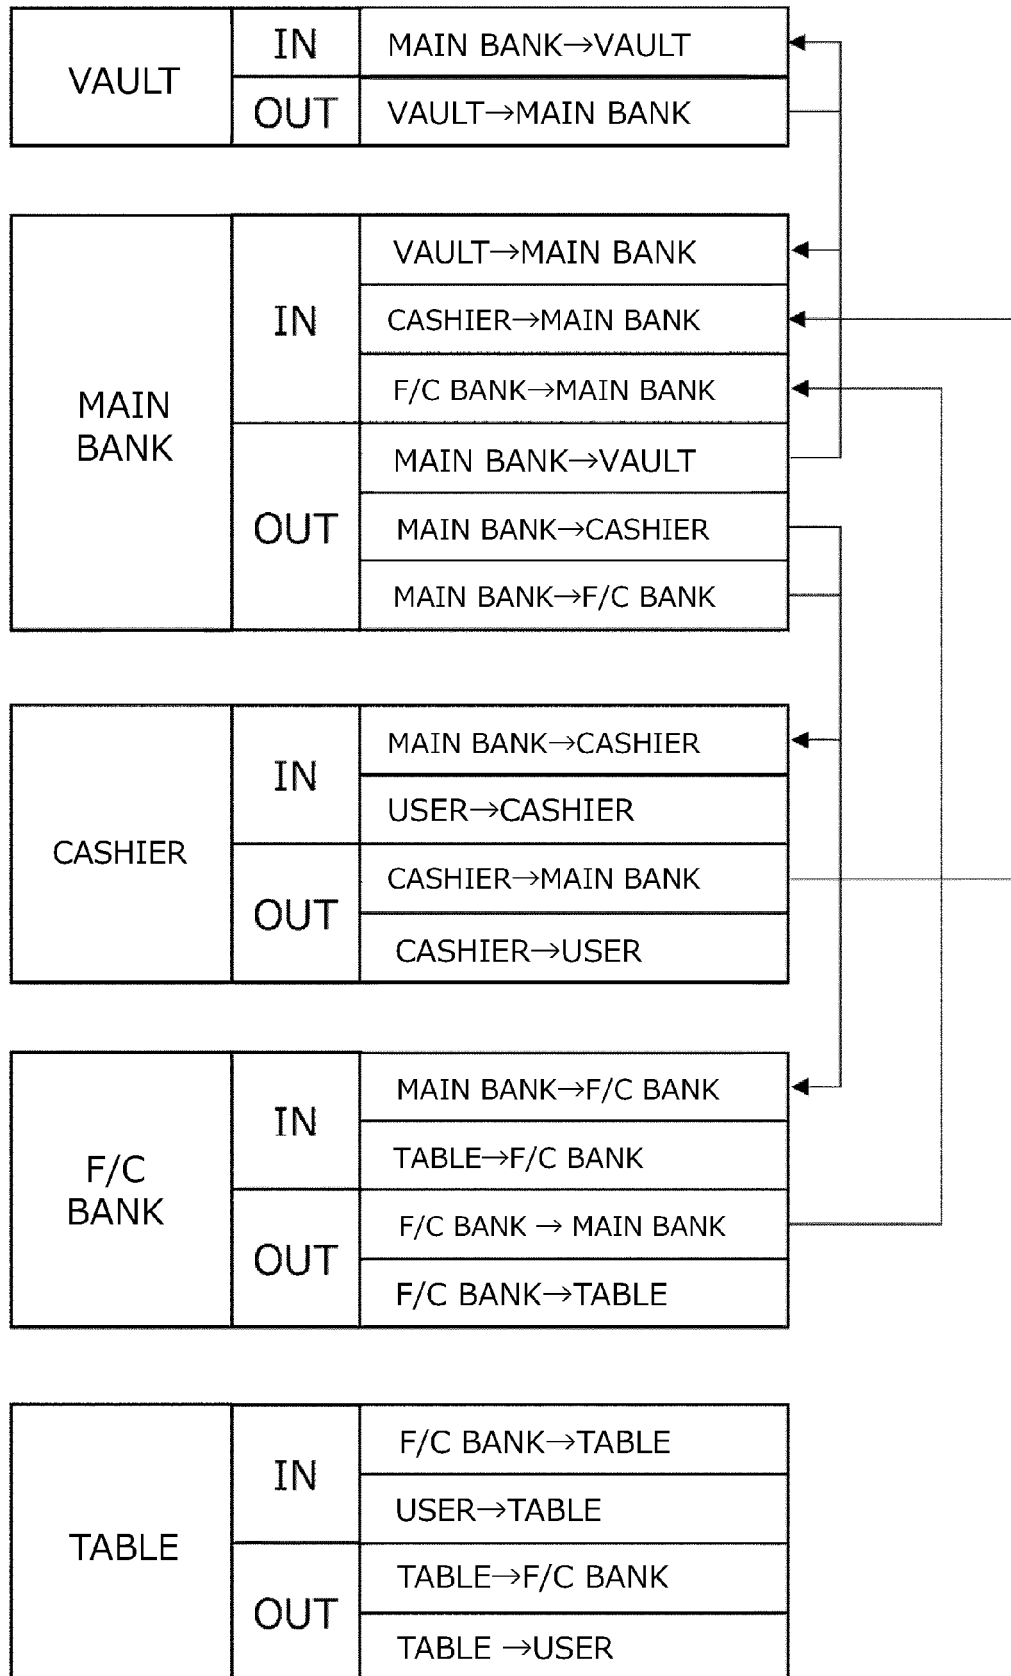 VAULT
IN
MAIN BANK→VAULT
OUT
VAULT→MAIN BANK
MAIN
BANK
IN
VAULT→MAIN BANK
CASHIER→MAIN BANK
F/C BANK→MAIN BANK
OUT
MAIN BANK→VAULT
MAIN BANK→CASHIER
MAIN BANK→F/C BANK
CASHIER
IN
MAIN BANK→CASHIER
USER→CASHIER
OUT
CASHIER→MAIN BANK
CASHIER→USER
F/C
BANK
IN
MAIN BANK→F/C BANK
TABLE→F/C BANK
OUT
F/C BANK → MAIN BANK
F/C BANK→TABLE
TABLE
IN
F/C BANK→TABLE
USER→TABLE
OUT
TABLE→F/C BANK
TABLE →USER